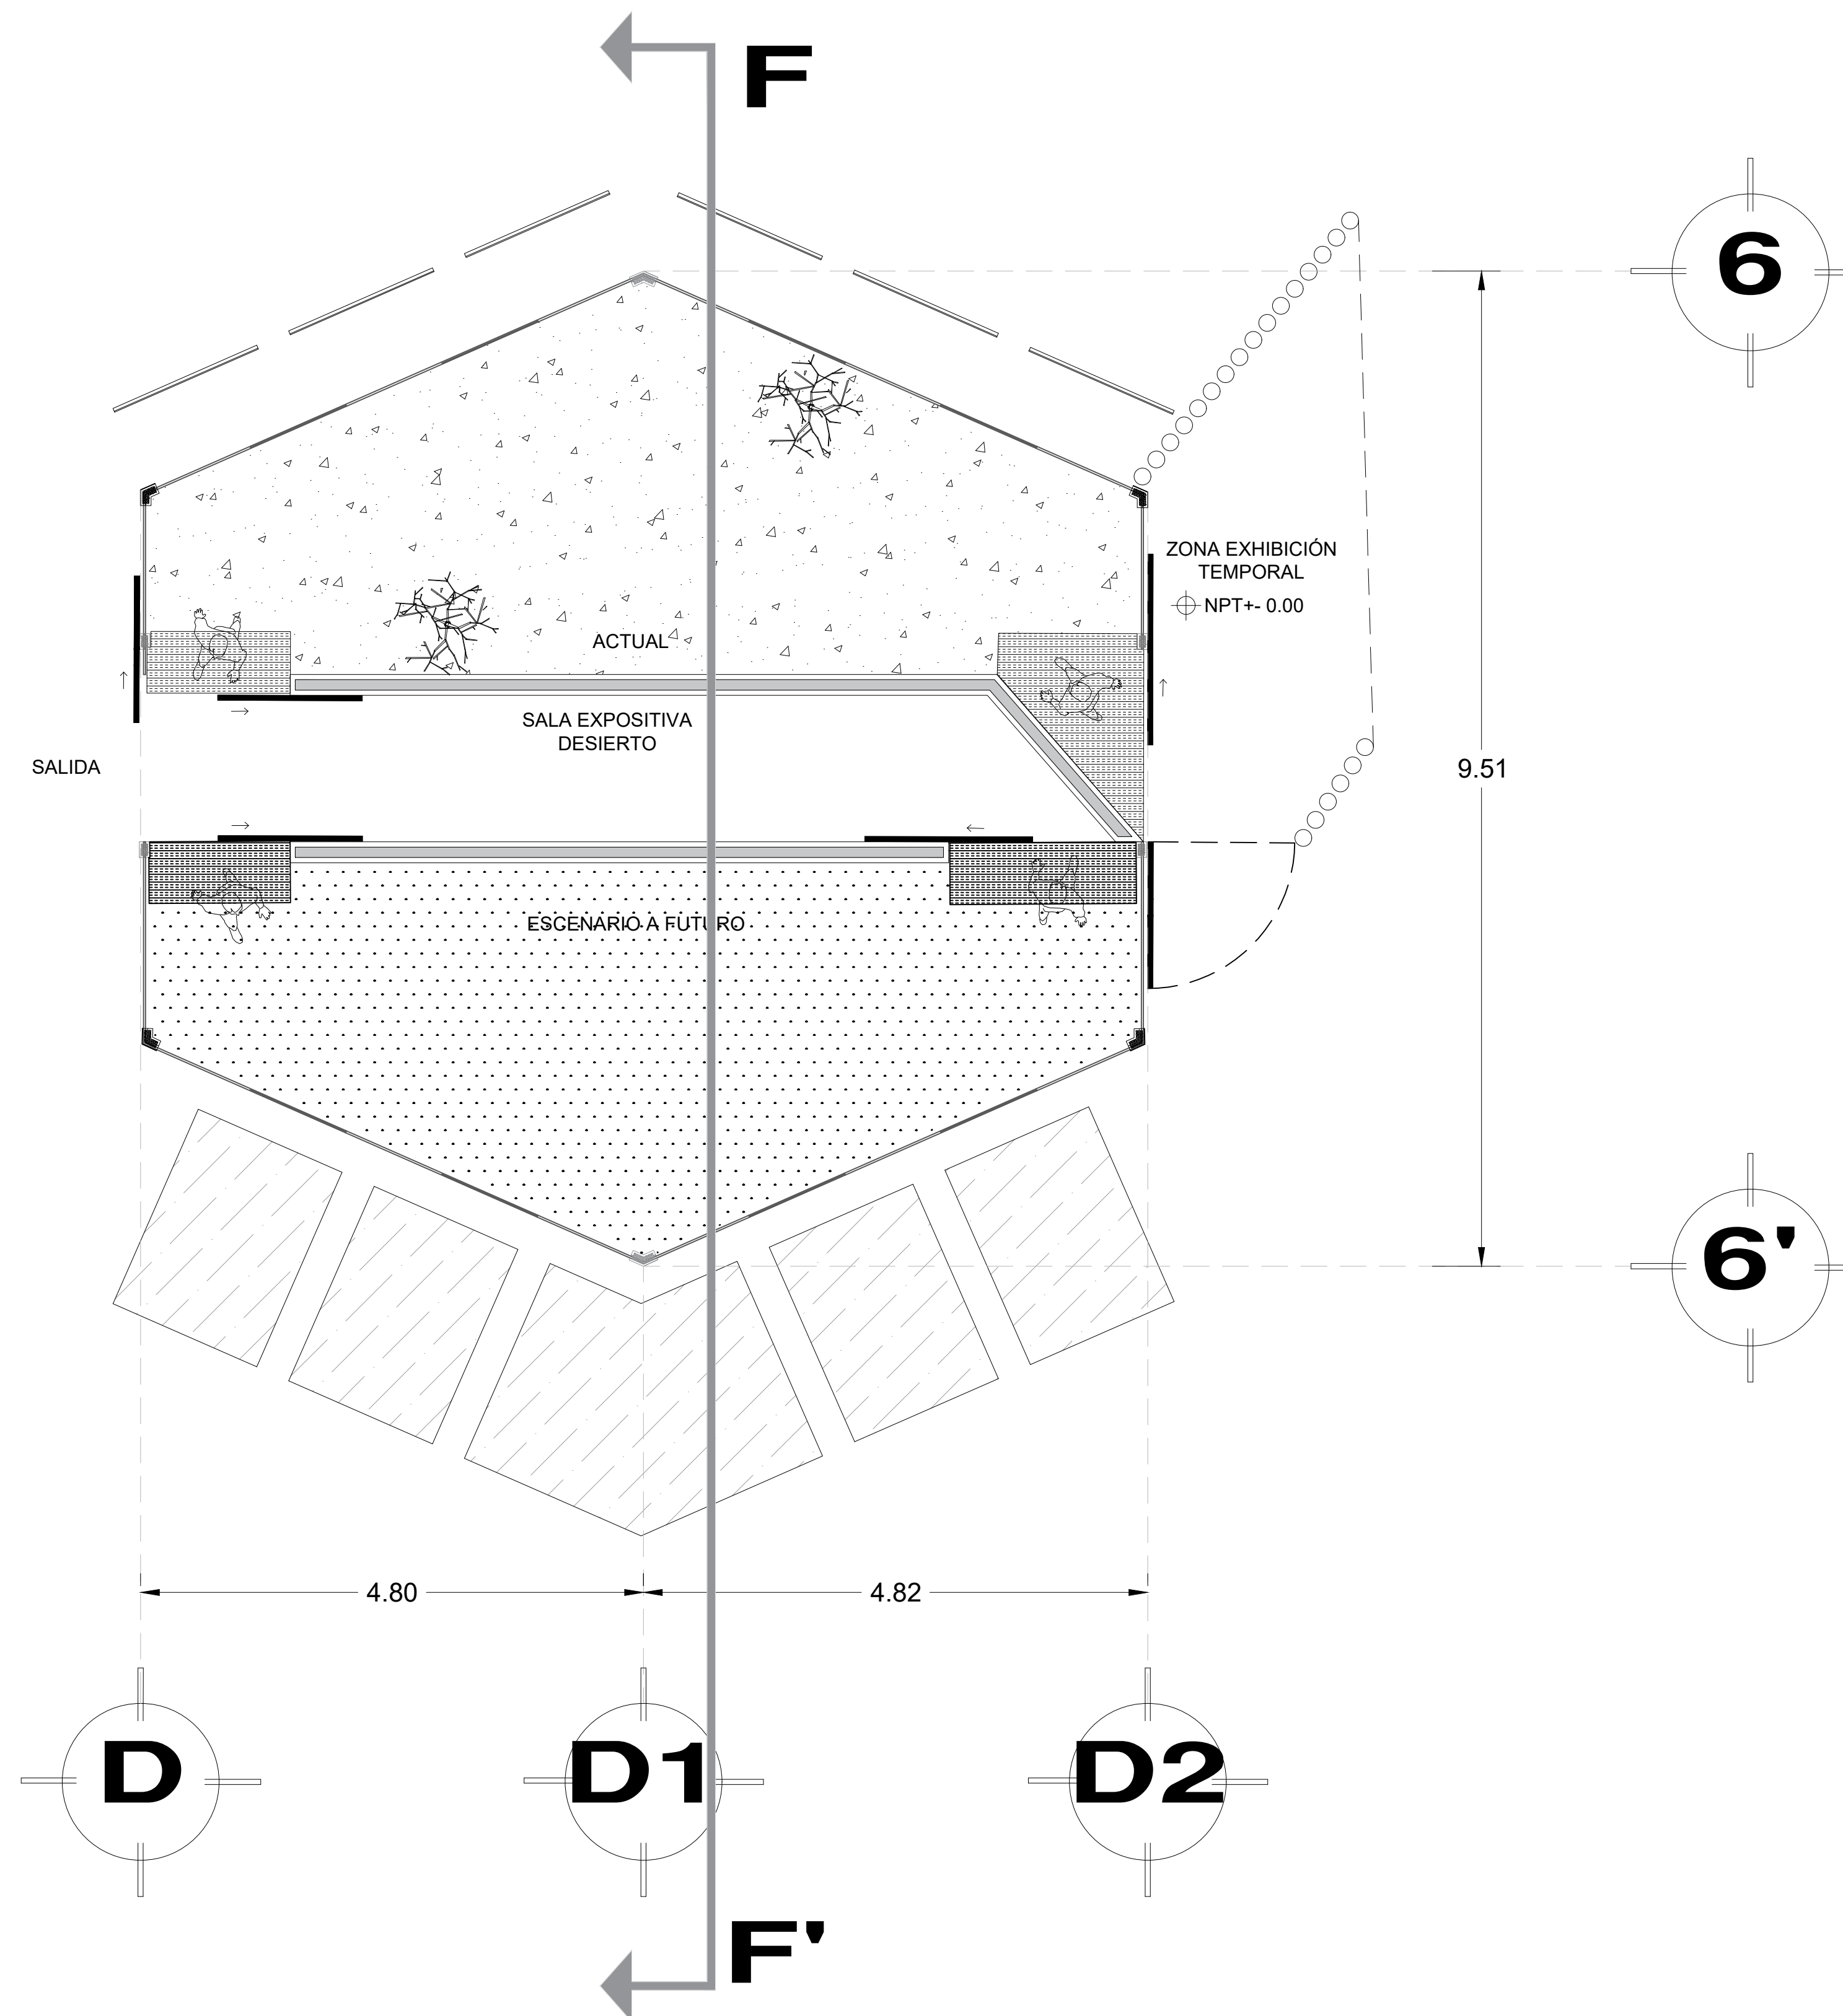 F
6
ZONA EXHIBICIÓN
TEMPORAL
NPT+- 0.00
ACTUAL
SALA EXPOSITIVA
DESIERTO
SALIDA
9.51
ESCENARIO A FUTURO
6'
4.80
4.82
D
D1
D2
F'